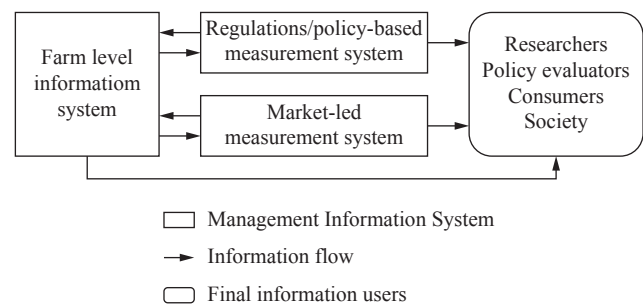 Farm level
informatiom
system
Regulations/policy-based
measurement system
Market-led
measurement system
Researchers
Policy evaluators
Consumers
Society
Management Information System
Information flow
Final information users